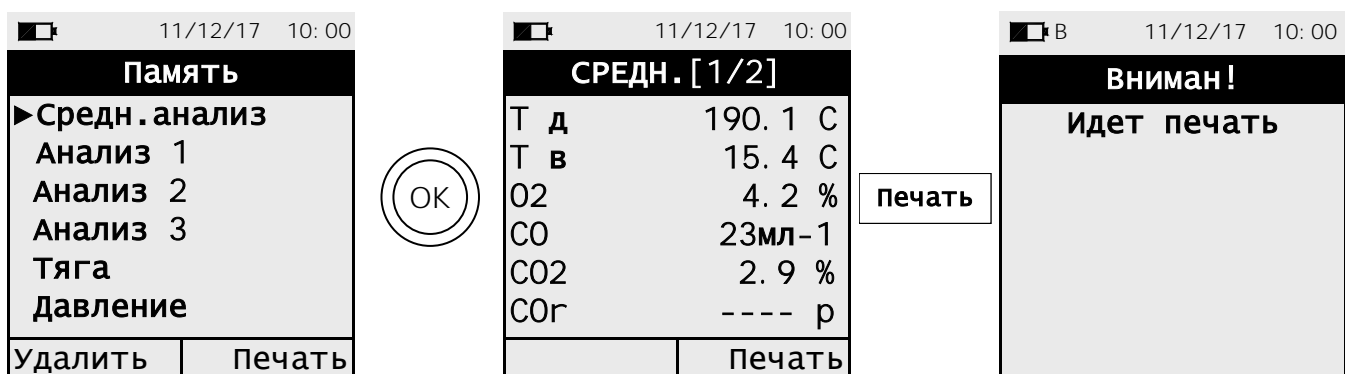 11/12/17 10:00
Память
►Средн.анализ
Анализ 1
Анализ 2
Анализ 3
Тяга
Давление
Удалить Печать
OK
11/12/17 10:00
СРЕДН.[1/2]
T д 190.1 C
T в 15.4 C
O2 4.2 %
CO 23мл-1
CO2 2.9 %
COr ---- p
Печать
Печать
B 11/12/17 10:00
Вниман!
Идет печать